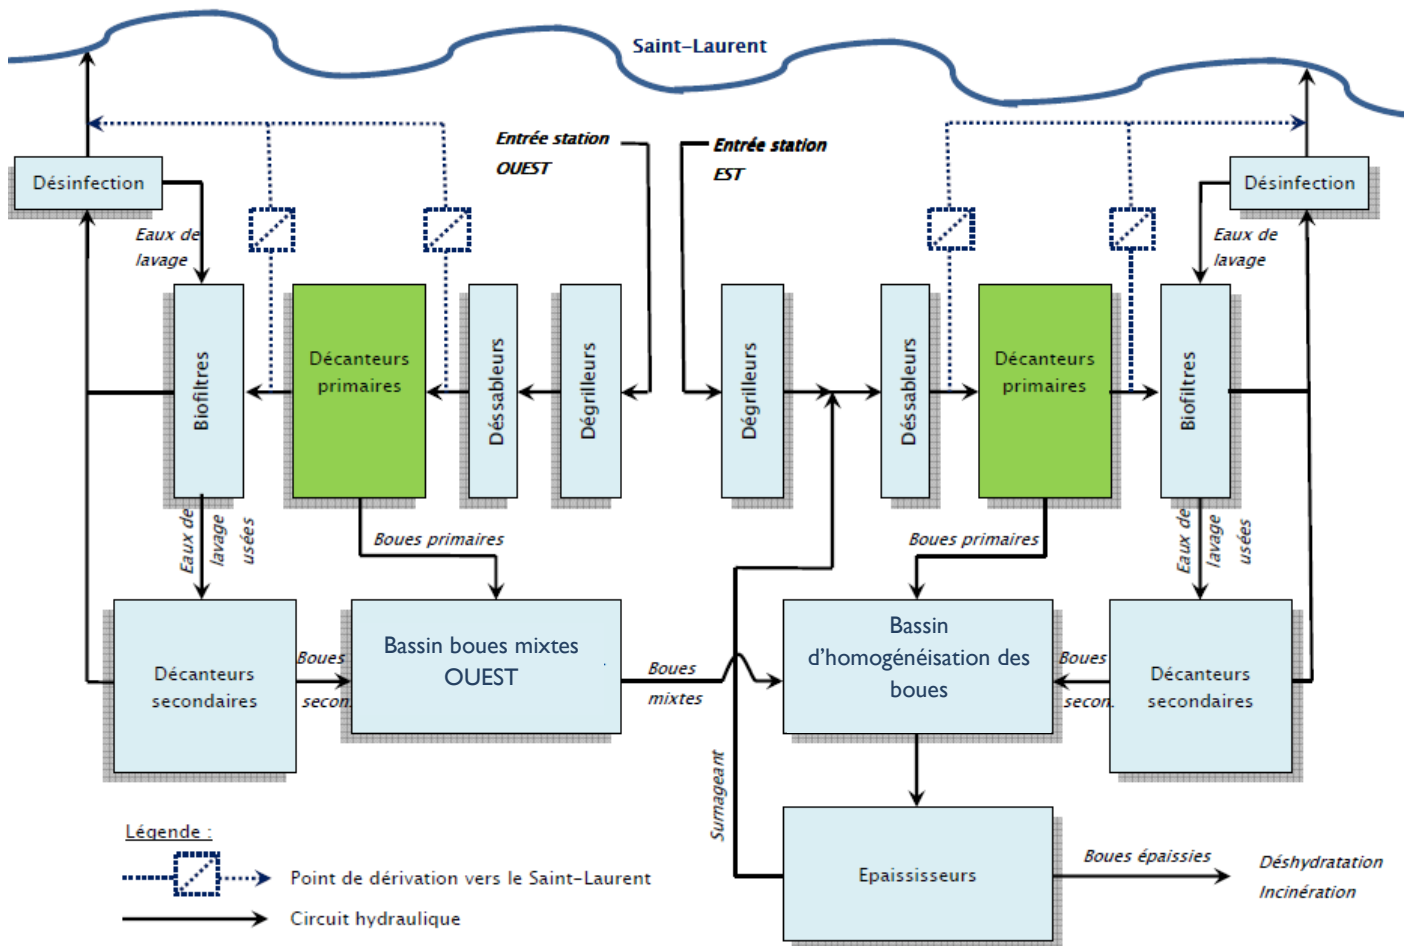 Saint-Laurent
Entrée station
OUEST
Entrée station
EST
Désinfection
Désinfection
Eaux de
lavage
Eaux de
lavage
Biofiltres
Décanteurs
primaires
Déssableurs
Dégrilleurs
Dégrilleurs
Déssableurs
Décanteurs
primaires
Biofiltres
Eaux de
lavage
usées
Boues primaires
Boues primaires
Eaux de
lavage
usées
Décanteurs
secondaires
Boues
secon.
Bassin boues mixtes
OUEST
Boues
mixtes
Bassin
d’homogénéisation des
boues
Boues
secon.
Décanteurs
secondaires
Surnageant
Epaississeurs
Boues épaissies
Déshydratation
Incinération
Légende :
Point de dérivation vers le Saint-Laurent
Circuit hydraulique